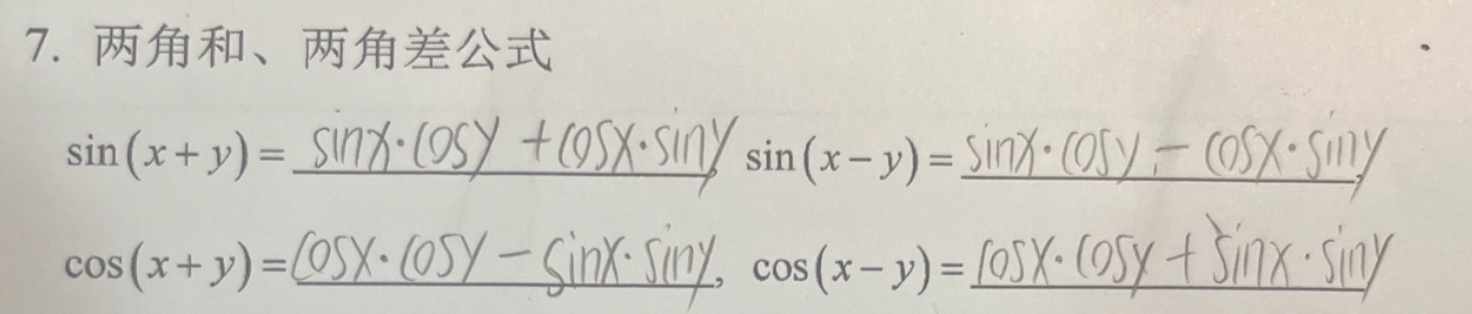 7. 两角和、两角差公式
sin(x+y)= sinx·cosy +cosx·siny, sin(x−y)= sinx·cosy − cosx·siny,
cos(x+y)=cosx·cosy − sinx·siny, cos(x−y)= cosx·cosy + sinx·siny